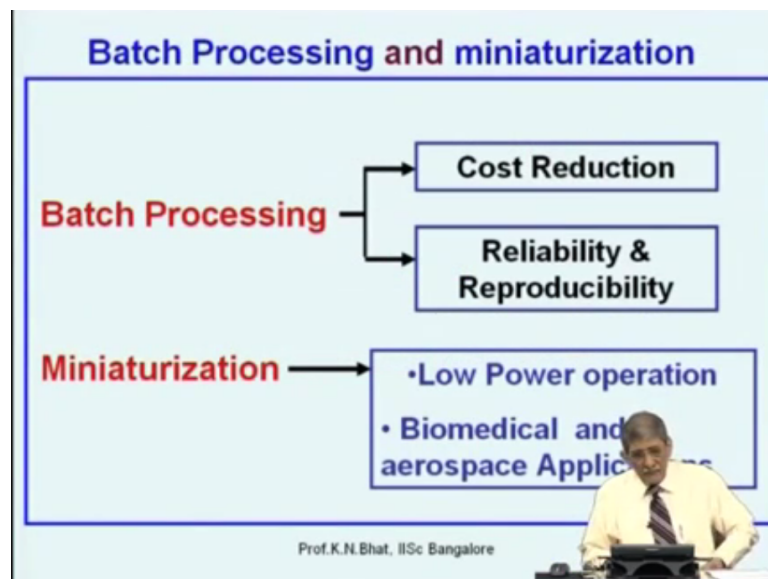 Batch Processing and miniaturization
Batch Processing
Cost Reduction
Reliability &
Reproducibility
Miniaturization
•Low Power operation
• Biomedical and
aerospace
Prof.K.N.Bhat, IISc Bangalore